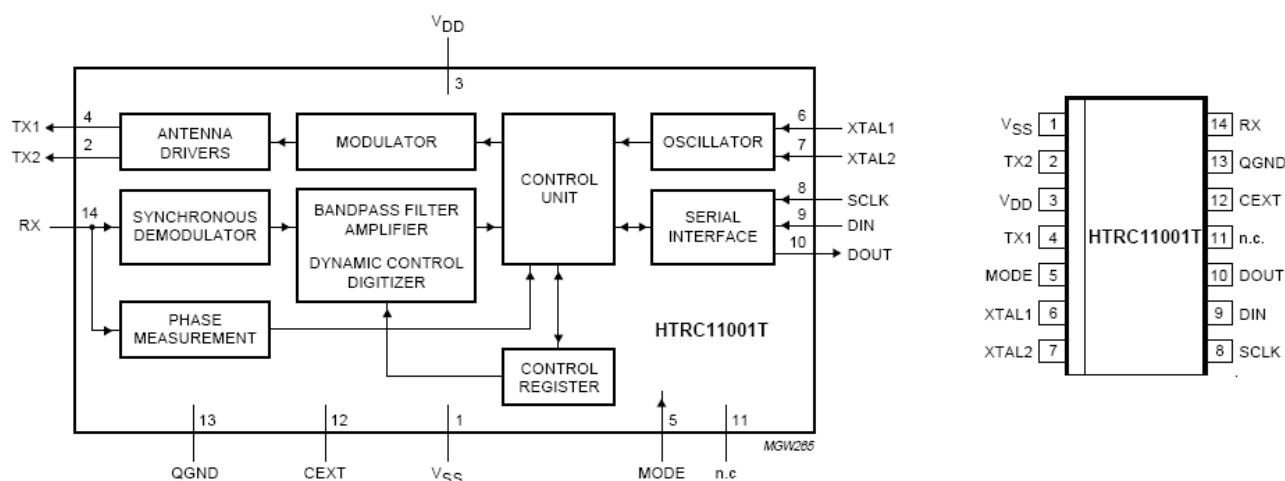 VDD
3
4
TX1
2
TX2
ANTENNA
DRIVERS
MODULATOR
CONTROL
UNIT
OSCILLATOR
6
XTAL1
7
XTAL2
RX
14
SYNCHRONOUS
DEMODULATOR
BANDPASS FILTER
AMPLIFIER
DYNAMIC CONTROL
DIGITIZER
SERIAL
INTERFACE
8
SCLK
9
DIN
10
DOUT
PHASE
MEASUREMENT
HTRC11001T
CONTROL
REGISTER
13
12
1
5
11
MGW265
QGND
CEXT
VSS
MODE
n.c
VSS 1
TX2 2
VDD 3
TX1 4
MODE 5
XTAL1 6
XTAL2 7
HTRC11001T
14 RX
13 QGND
12 CEXT
11 n.c.
10 DOUT
9 DIN
8 SCLK